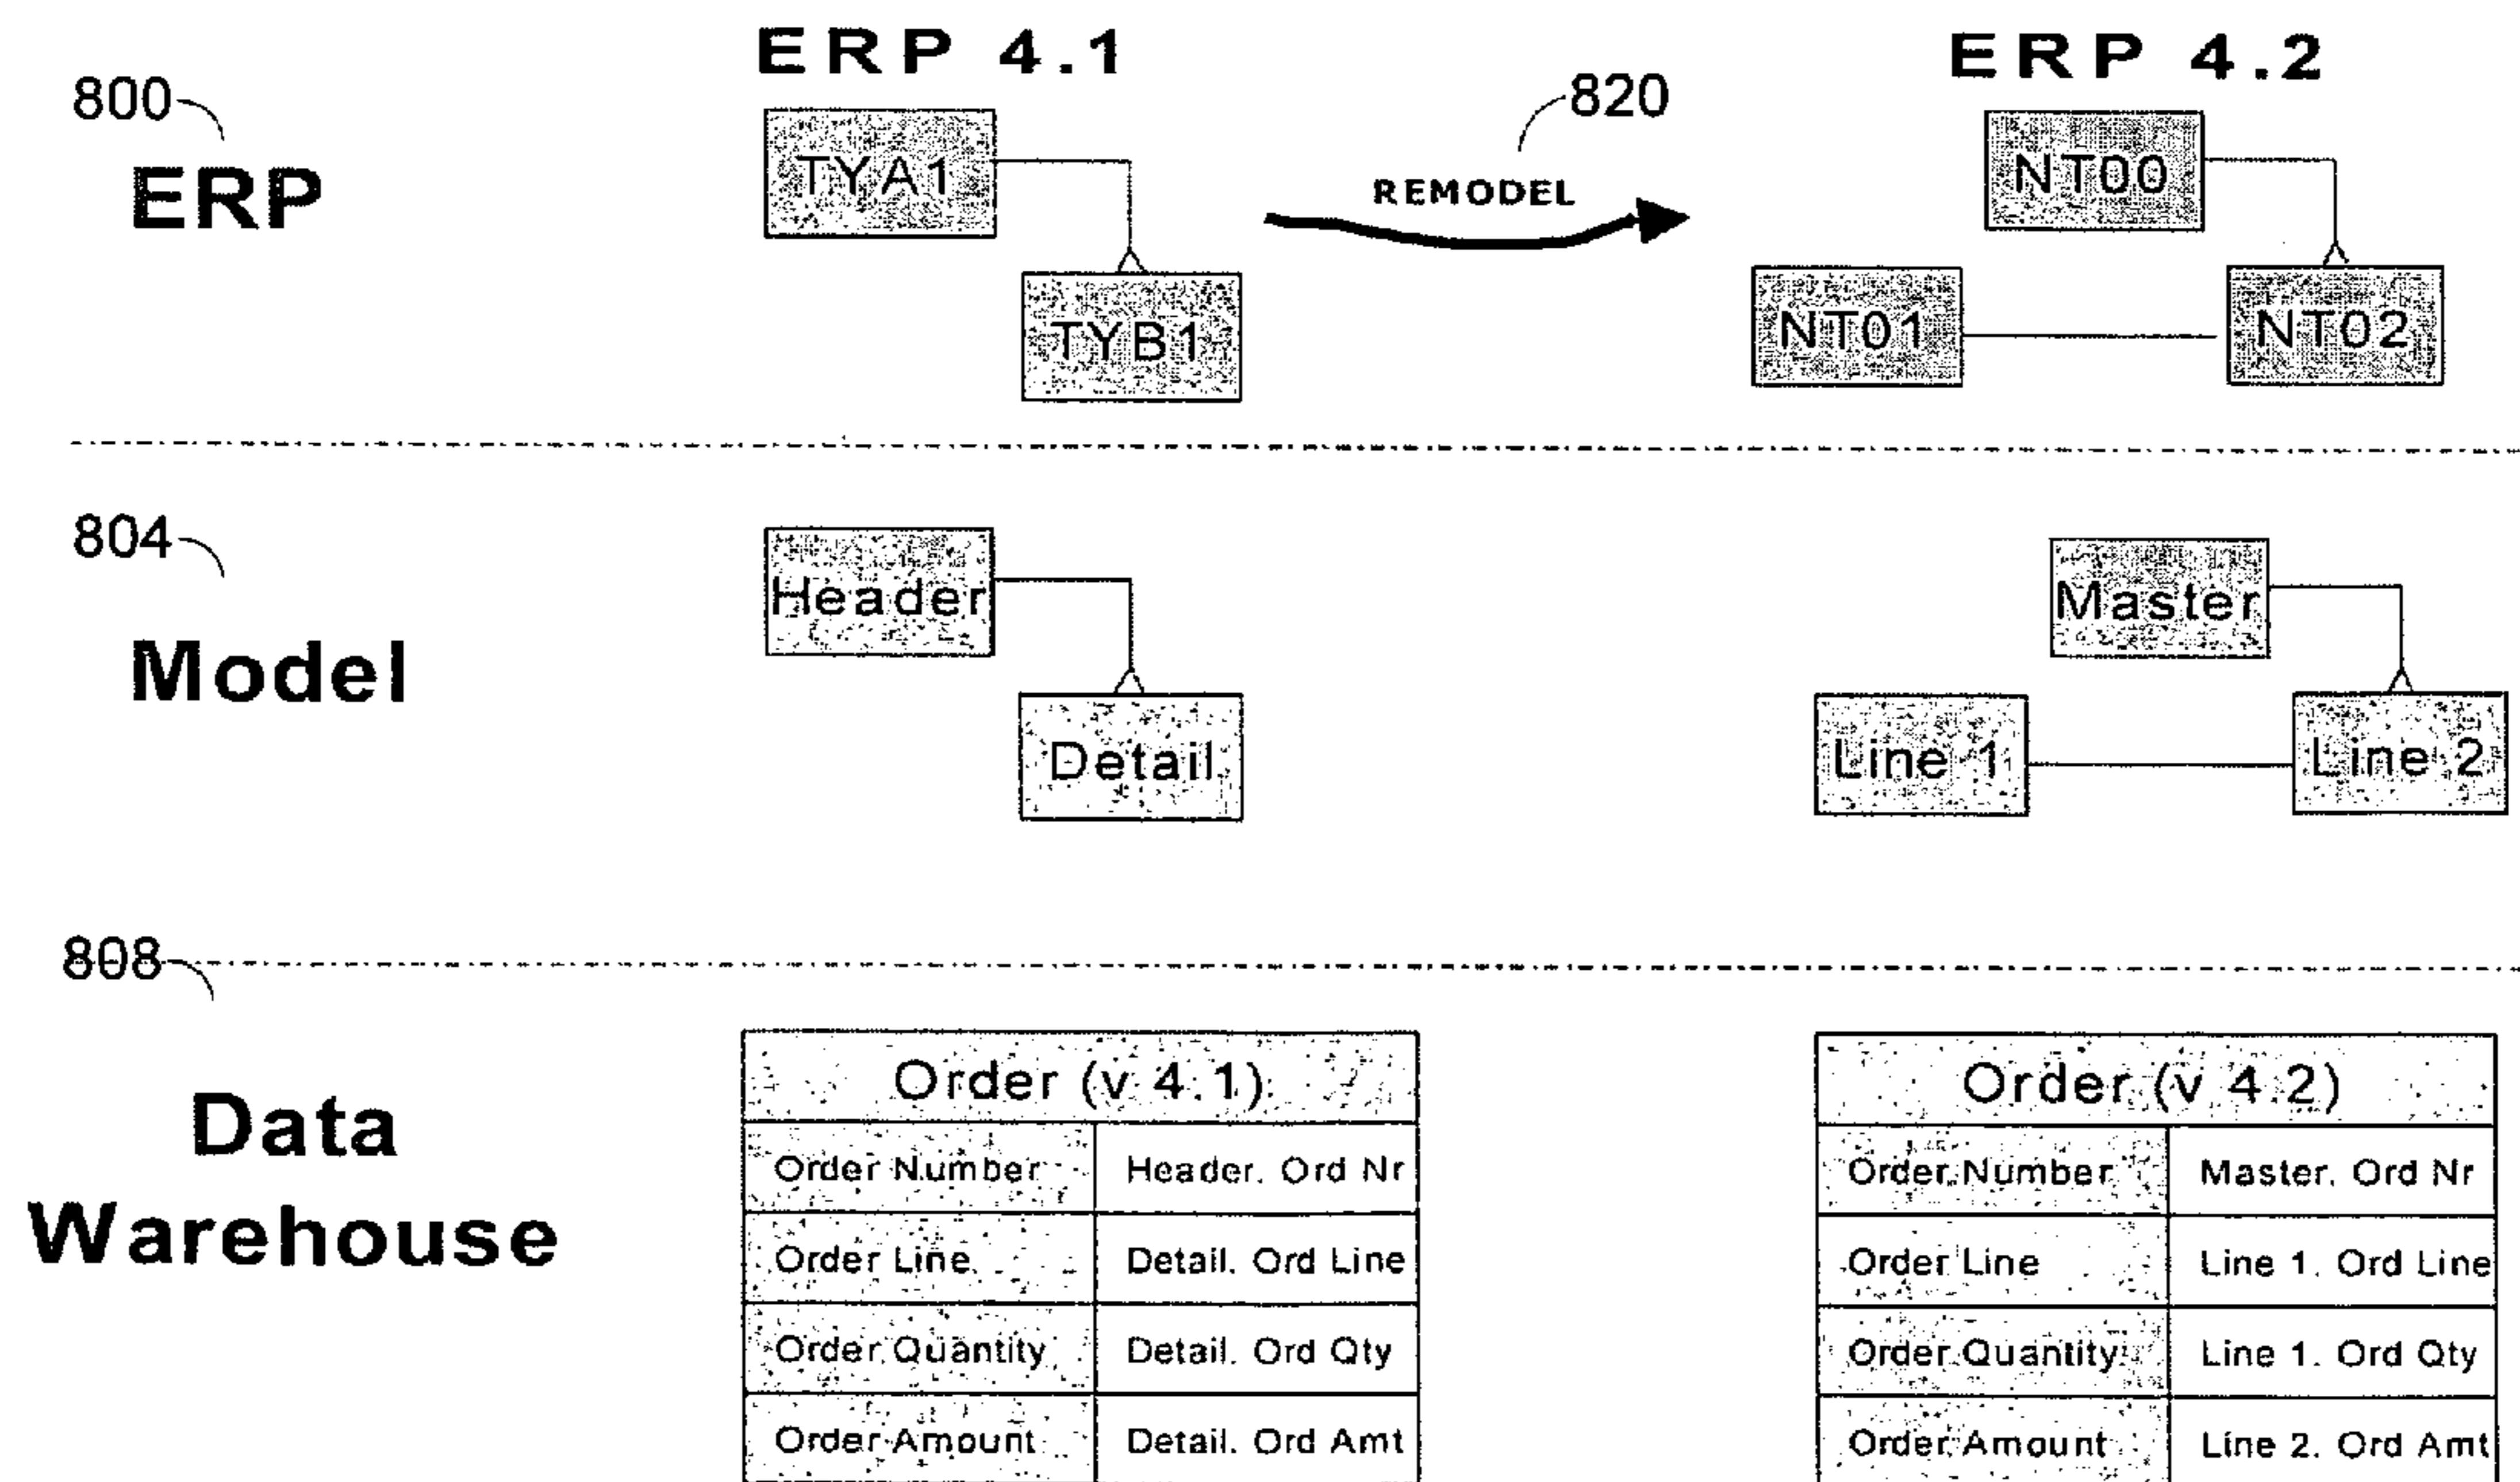 ERP 4.1
ERP 4.2
800
820
ERP
TYA1
REMODEL
NT00
TYB1
NT01
NT02
804
Model
Header
Master
Detail
Line 1
Line 2
808
Data
Warehouse
Order (v 4.1)
Order Number
Header. Ord Nr
Order Line
Detail. Ord Line
Order Quantity
Detail. Ord Qty
Order Amount
Detail. Ord Amt
Order (v 4.2)
Order Number
Master. Ord Nr
Order Line
Line 1. Ord Line
Order Quantity
Line 1. Ord Qty
Order Amount
Line 2. Ord Amt